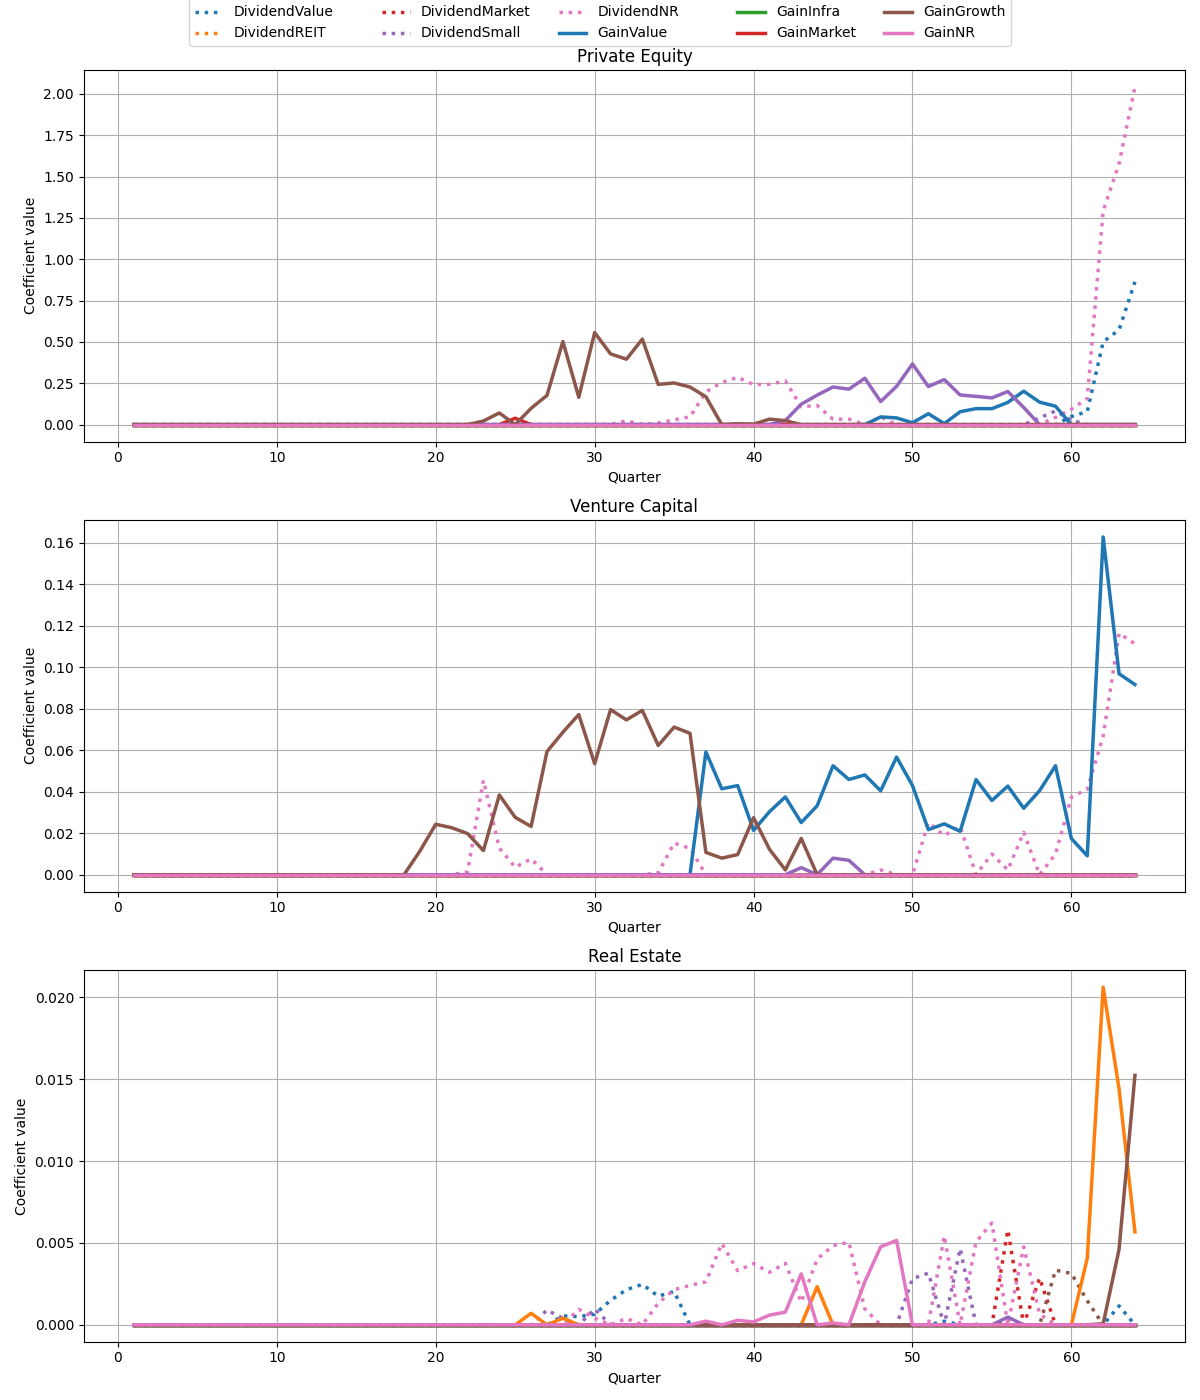 DividendValue DividendMarket DividendNR GainInfra GainGrowth
DividendREIT DividendSmall GainValue GainMarket GainNR
Private Equity
2.00
1.75
1.50
1.25
1.00
0.75
0.50
0.25
0.00
Coefficient value
0 10 20 30 40 50 60
Quarter
Venture Capital
0.16
0.14
0.12
0.10
0.08
0.06
0.04
0.02
0.00
Coefficient value
0 10 20 30 40 50 60
Quarter
Real Estate
0.020
0.015
0.010
0.005
0.000
Coefficient value
0 10 20 30 40 50 60
Quarter